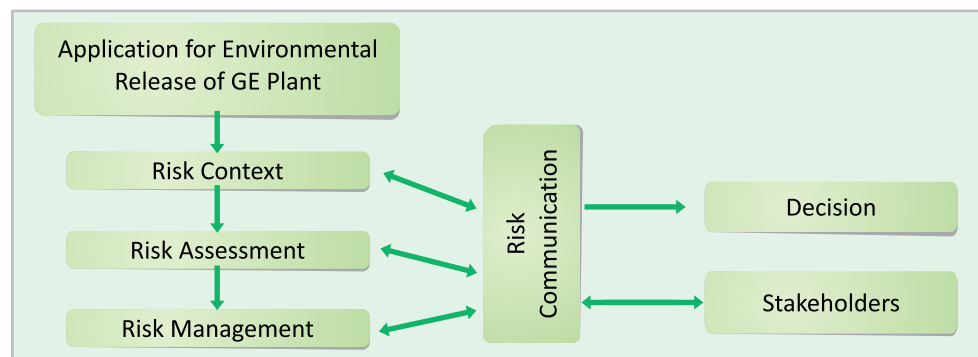 Application for Environmental
Release of GE Plant
Risk Context
Risk Assessment
Risk Management
Risk
Communication
Decision
Stakeholders